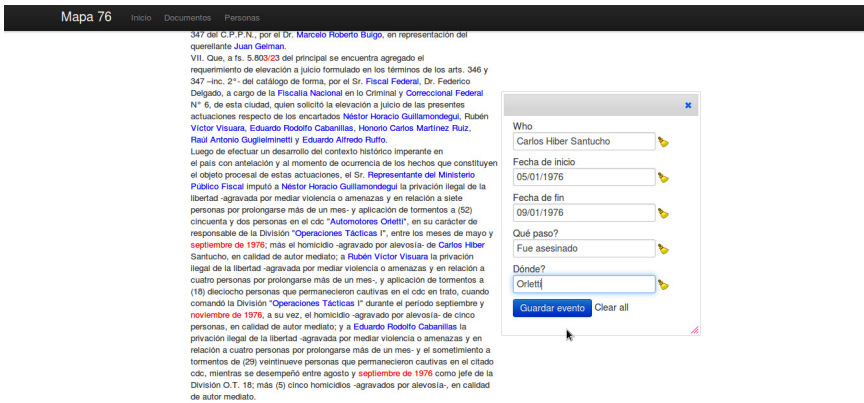 Mapa 76 Inicio Documentos Personas
347 del C.P.P.N., por el Dr. Marcelo Roberto Buigo, en representación del
querellante Juan Gelman.
VII. Que, a fs. 5.803/23 del principal se encuentra agregado el
requerimiento de elevación a juicio formulado en los términos de los arts. 346 y
347 –inc. 2°- del catálogo de forma, por el Sr. Fiscal Federal, Dr. Federico
Delgado, a cargo de la Fiscalía Nacional en lo Criminal y Correccional Federal
N° 6, de esta ciudad, quien solicitó la elevación a juicio de las presentes
actuaciones respecto de los encartados Néstor Horacio Guillamondegui, Rubén
Víctor Visuara, Eduardo Rodolfo Cabanillas, Honorio Carlos Martínez Ruiz,
Raúl Antonio Guglielminetti y Eduardo Alfredo Ruffo.
Luego de efectuar un desarrollo del contexto histórico imperante en
el país con antelación y al momento de ocurrencia de los hechos que constituyen
el objeto procesal de estas actuaciones, el Sr. Representante del Ministerio
Público Fiscal imputó a Néstor Horacio Guillamondegui la privación ilegal de la
libertad -agravada por mediar violencia o amenazas y en relación a siete
personas por prolongarse más de un mes- y aplicación de tormentos a (52)
cincuenta y dos personas en el cdc "Automotores Orletti", en su carácter de
responsable de la División "Operaciones Tácticas I", entre los meses de mayo y
septiembre de 1976; más el homicidio -agravado por alevosía- de Carlos Hiber
Santucho, en calidad de autor mediato; a Rubén Víctor Visuara la privación
ilegal de la libertad -agravada por mediar violencia o amenazas y en relación a
cuatro personas por prolongarse más de un mes-, y aplicación de tormentos a
(18) dieciocho personas que permanecieron cautivas en el cdc en trato, cuando
comandó la División "Operaciones Tácticas I" durante el período septiembre y
noviembre de 1976, a su vez, el homicidio -agravado por alevosía- de cinco
personas, en calidad de autor mediato; y a Eduardo Rodolfo Cabanillas la
privación ilegal de la libertad -agravada por mediar violencia o amenazas y en
relación a cuatro personas por prolongarse más de un mes- y el sometimiento a
tormentos de (29) veintinueve personas que permanecieron cautivas en el citado
cdc, mientras se desempeñó entre agosto y septiembre de 1976 como jefe de la
División O.T. 18; más (5) cinco homicidios -agravados por alevosía-, en calidad
de autor mediato.
Who
Carlos Hiber Santucho
Fecha de inicio
05/01/1976
Fecha de fin
09/01/1976
Qué paso?
Fue asesinado
Dónde?
Orletti
Guardar evento Clear all